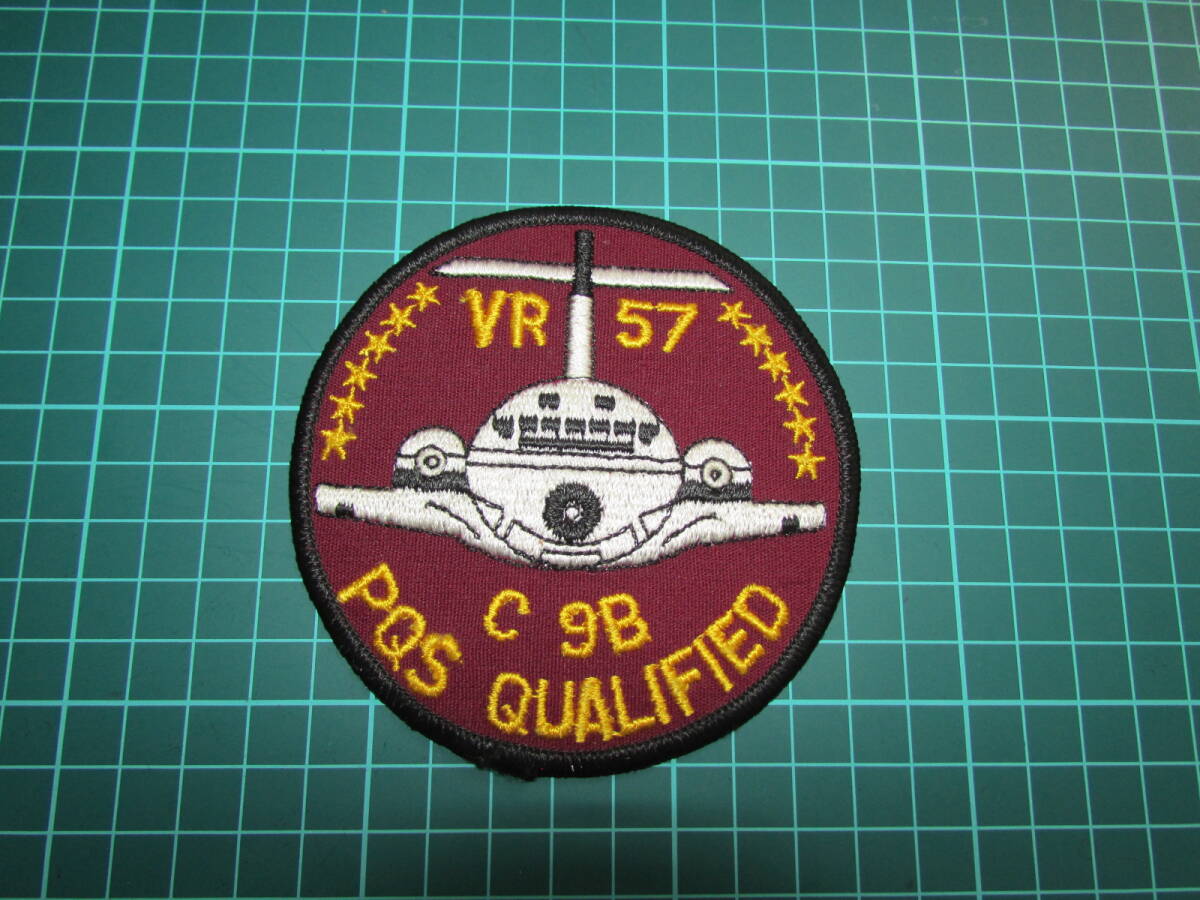 VR 57
C 9B
PQS QUALIFIED